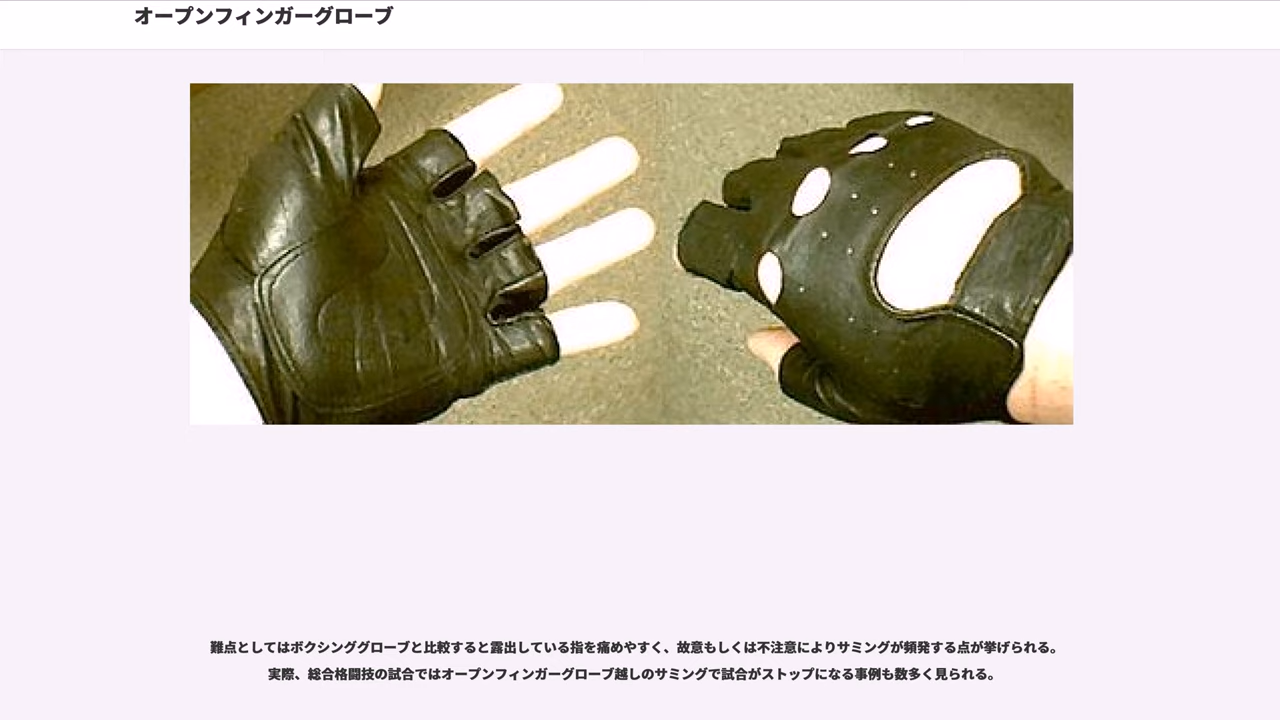 オープンフィンガーグローブ
難点としてはボクシンググローブと比較すると露出している指を痛めやすく、故意もしくは不注意によりサミングが頻発する点が挙げられる。
実際、総合格闘技の試合ではオープンフィンガーグローブ越しのサミングで試合がストップになる事例も数多く見られる。